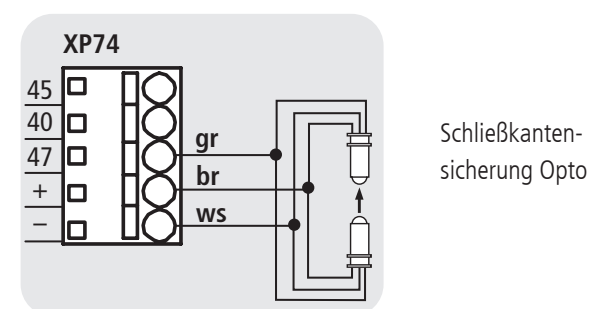 XP74
45
40
47
+
–
gr
br
ws
Schließkanten-
sicherung Opto